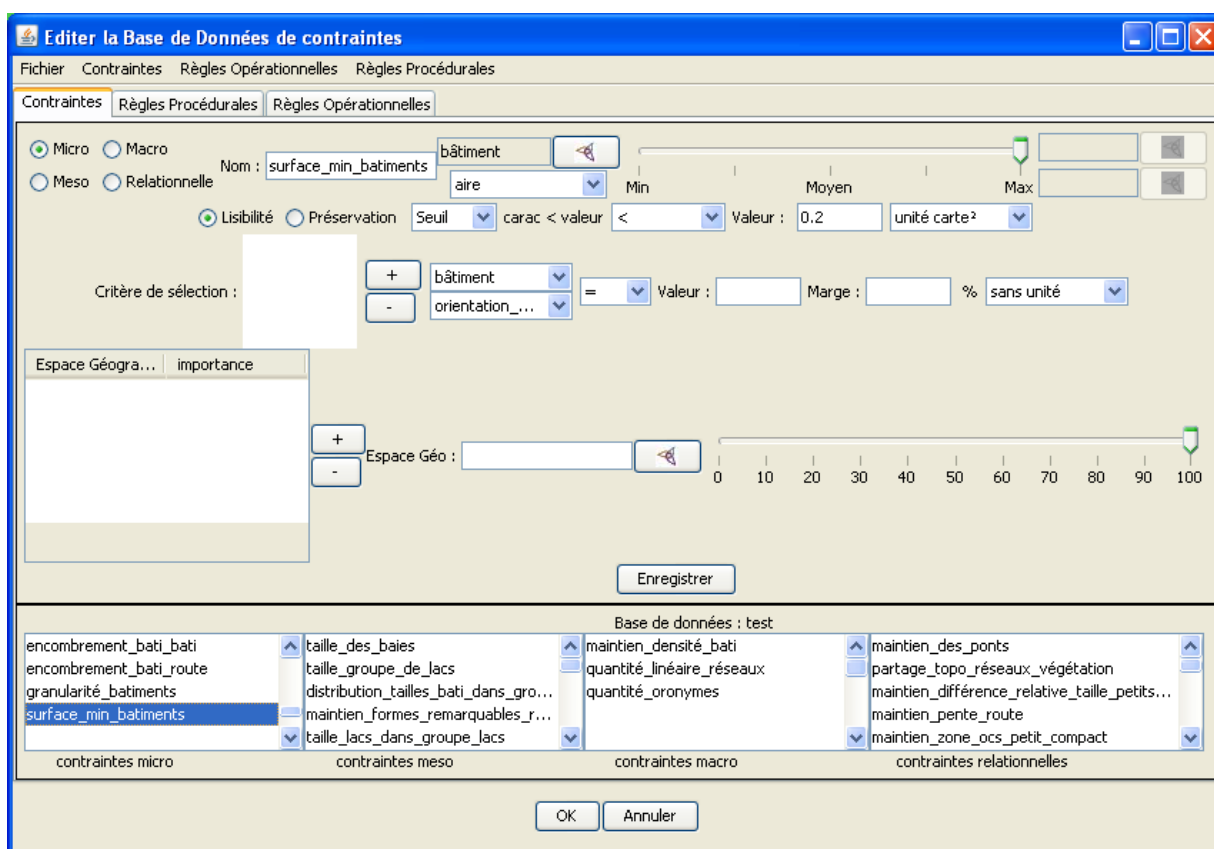 Editer la Base de Données de contraintes
Fichier Contraintes Règles Opérationnelles Règles Procédurales
Contraintes Règles Procédurales Règles Opérationnelles
Micro Macro
Meso Relationnelle
Nom : surface_min_batiments
bâtiment
aire
Min Moyen Max
Lisibilité Préservation Seuil carac < valeur < Valeur : 0.2 unité carte²
Critère de sélection :
+
-
bâtiment
orientation_...
= Valeur : Marge : % sans unité
Espace Géogra... importance
+
-
Espace Géo :
0 10 20 30 40 50 60 70 80 90 100
Enregistrer
Base de données : test
encombrement_bati_bati
encombrement_bati_route
granularité_batiments
surface_min_batiments
contraintes micro
taille_des_baies
taille_groupe_de_lacs
distribution_tailles_bati_dans_gro...
maintien_formes_remarquables_r...
taille_lacs_dans_groupe_lacs
contraintes meso
maintien_densité_bati
quantité_linéaire_réseaux
quantité_oronymes
contraintes macro
maintien_des_ponts
partage_topo_réseaux_végétation
maintien_différence_relative_taille_petits...
maintien_pente_route
maintien_zone_ocs_petit_compact
contraintes relationnelles
OK Annuler